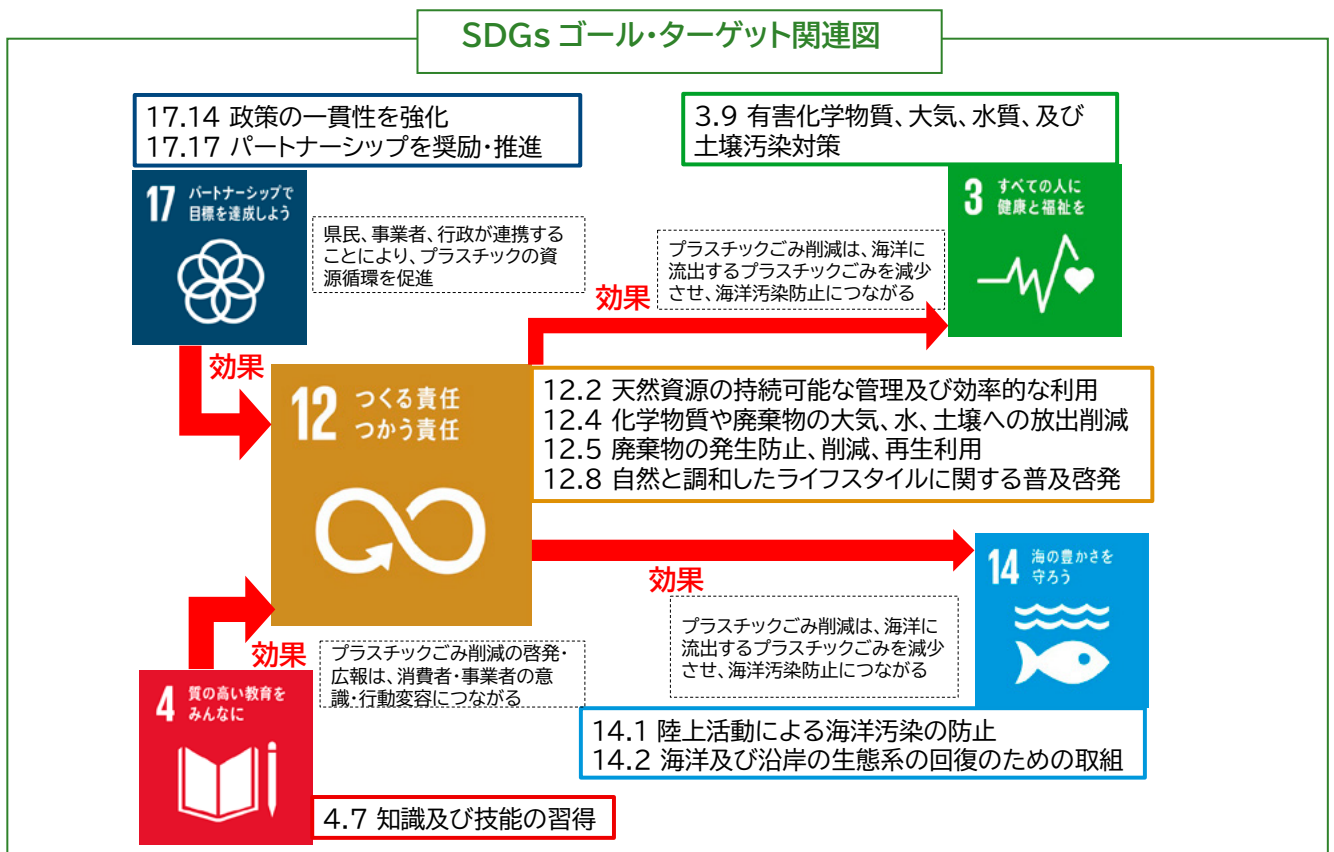 SDGs ゴール・ターゲット関連図
17.14 政策の一貫性を強化
17.17 パートナーシップを奨励・推進
3.9 有害化学物質、大気、水質、及び
土壌汚染対策
17 パートナーシップで
目標を達成しよう
県民、事業者、行政が連携する
ことにより、プラスチックの資
源循環を促進
プラスチックごみ削減は、海洋に
流出するプラスチックごみを減少
させ、海洋汚染防止につながる
3 すべての人に
健康と福祉を
効果
効果
12 つくる責任
つかう責任
12.2 天然資源の持続可能な管理及び効率的な利用
12.4 化学物質や廃棄物の大気、水、土壌への放出削減
12.5 廃棄物の発生防止、削減、再生利用
12.8 自然と調和したライフスタイルに関する普及啓発
効果
プラスチックごみ削減は、海洋に
流出するプラスチックごみを減少
させ、海洋汚染防止につながる
14 海の豊かさを
守ろう
効果
プラスチックごみ削減の啓発・
広報は、消費者・事業者の意
識・行動変容につながる
4 質の高い教育を
みんなに
14.1 陸上活動による海洋汚染の防止
14.2 海洋及び沿岸の生態系の回復のための取組
4.7 知識及び技能の習得